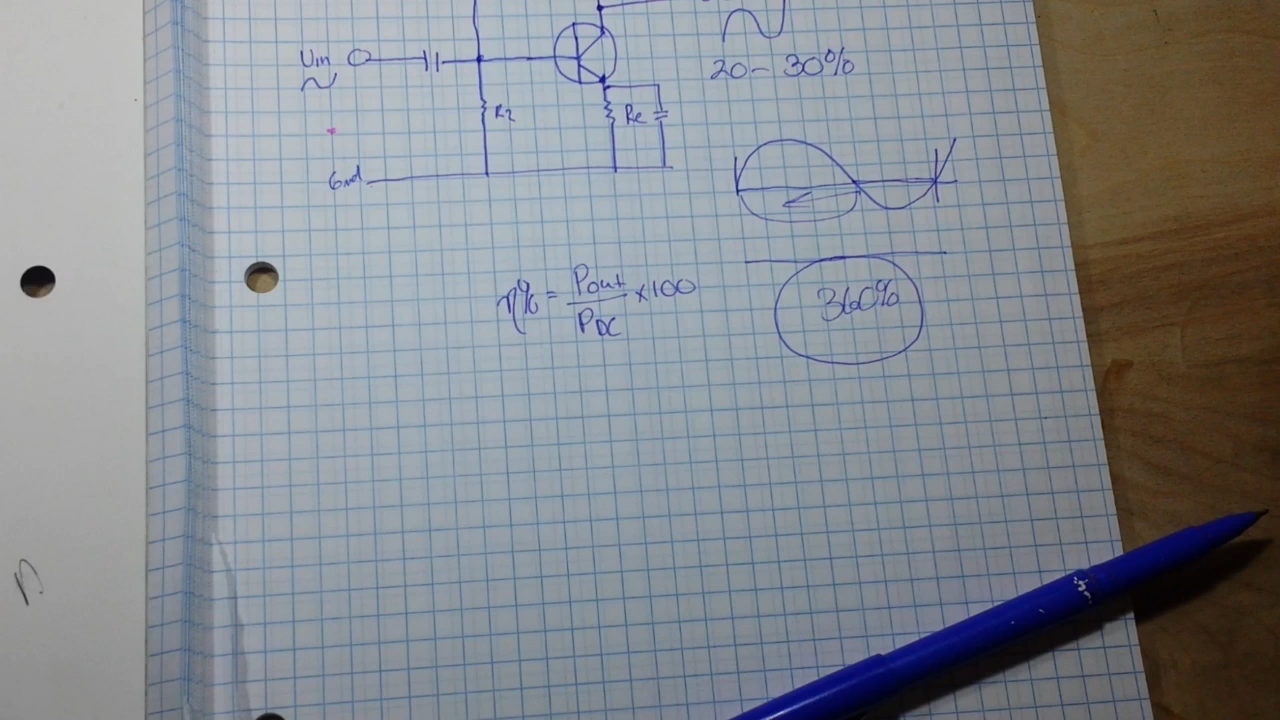 Vin
20-30%
R2
Re
Gnd
η% = Pout / PDC x100
360%